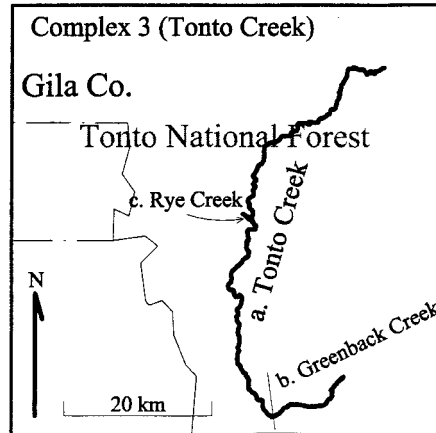 Complex 3 (Tonto Creek)
Gila Co.
Tonto National Forest
c. Rye Creek
a. Tonto Creek
b. Greenback Creek
N
20 km